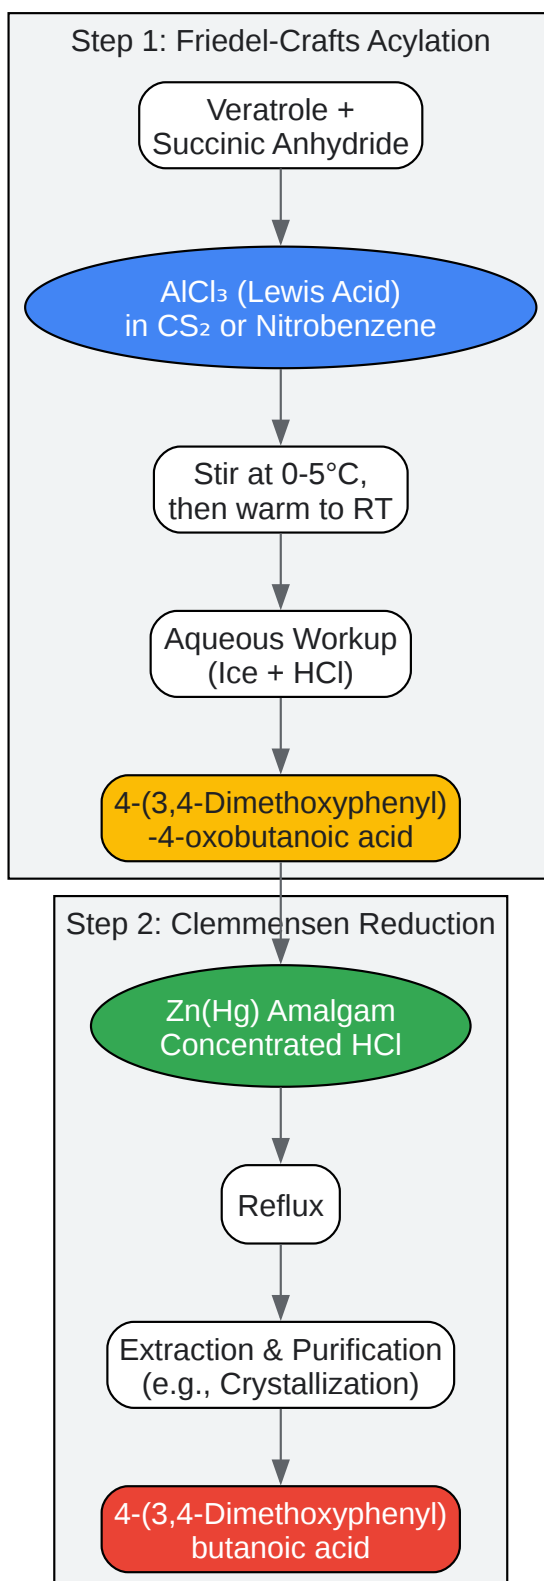 Step 1: Friedel-Crafts Acylation
Veratrole +
Succinic Anhydride
AlCl₃ (Lewis Acid)
in CS₂ or Nitrobenzene
Stir at 0-5°C,
then warm to RT
Aqueous Workup
(Ice + HCl)
4-(3,4-Dimethoxyphenyl)
-4-oxobutanoic acid
Step 2: Clemmensen Reduction
Zn(Hg) Amalgam
Concentrated HCl
Reflux
Extraction & Purification
(e.g., Crystallization)
4-(3,4-Dimethoxyphenyl)
butanoic acid